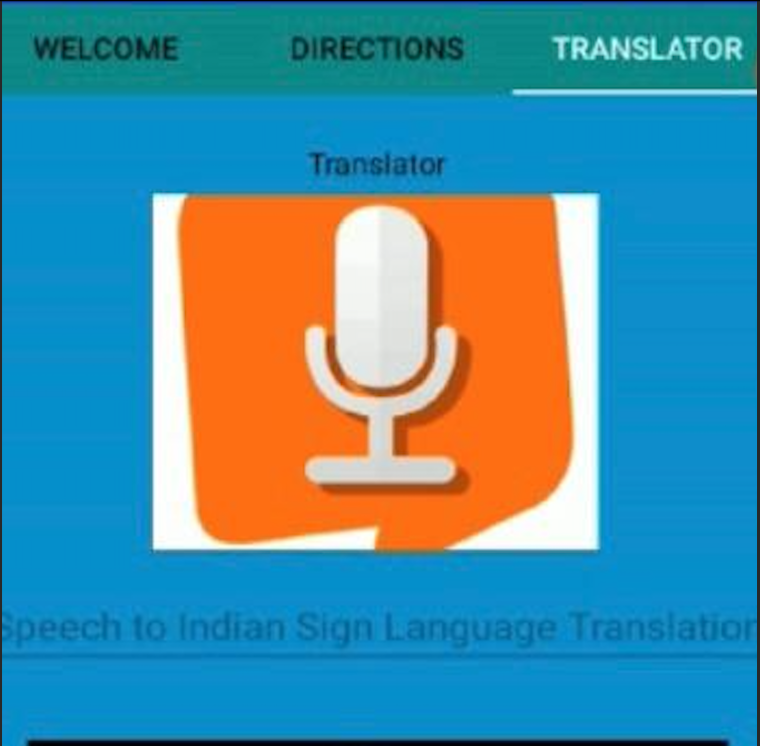 WELCOME DIRECTIONS TRANSLATOR
Translator
Speech to Indian Sign Language Translation